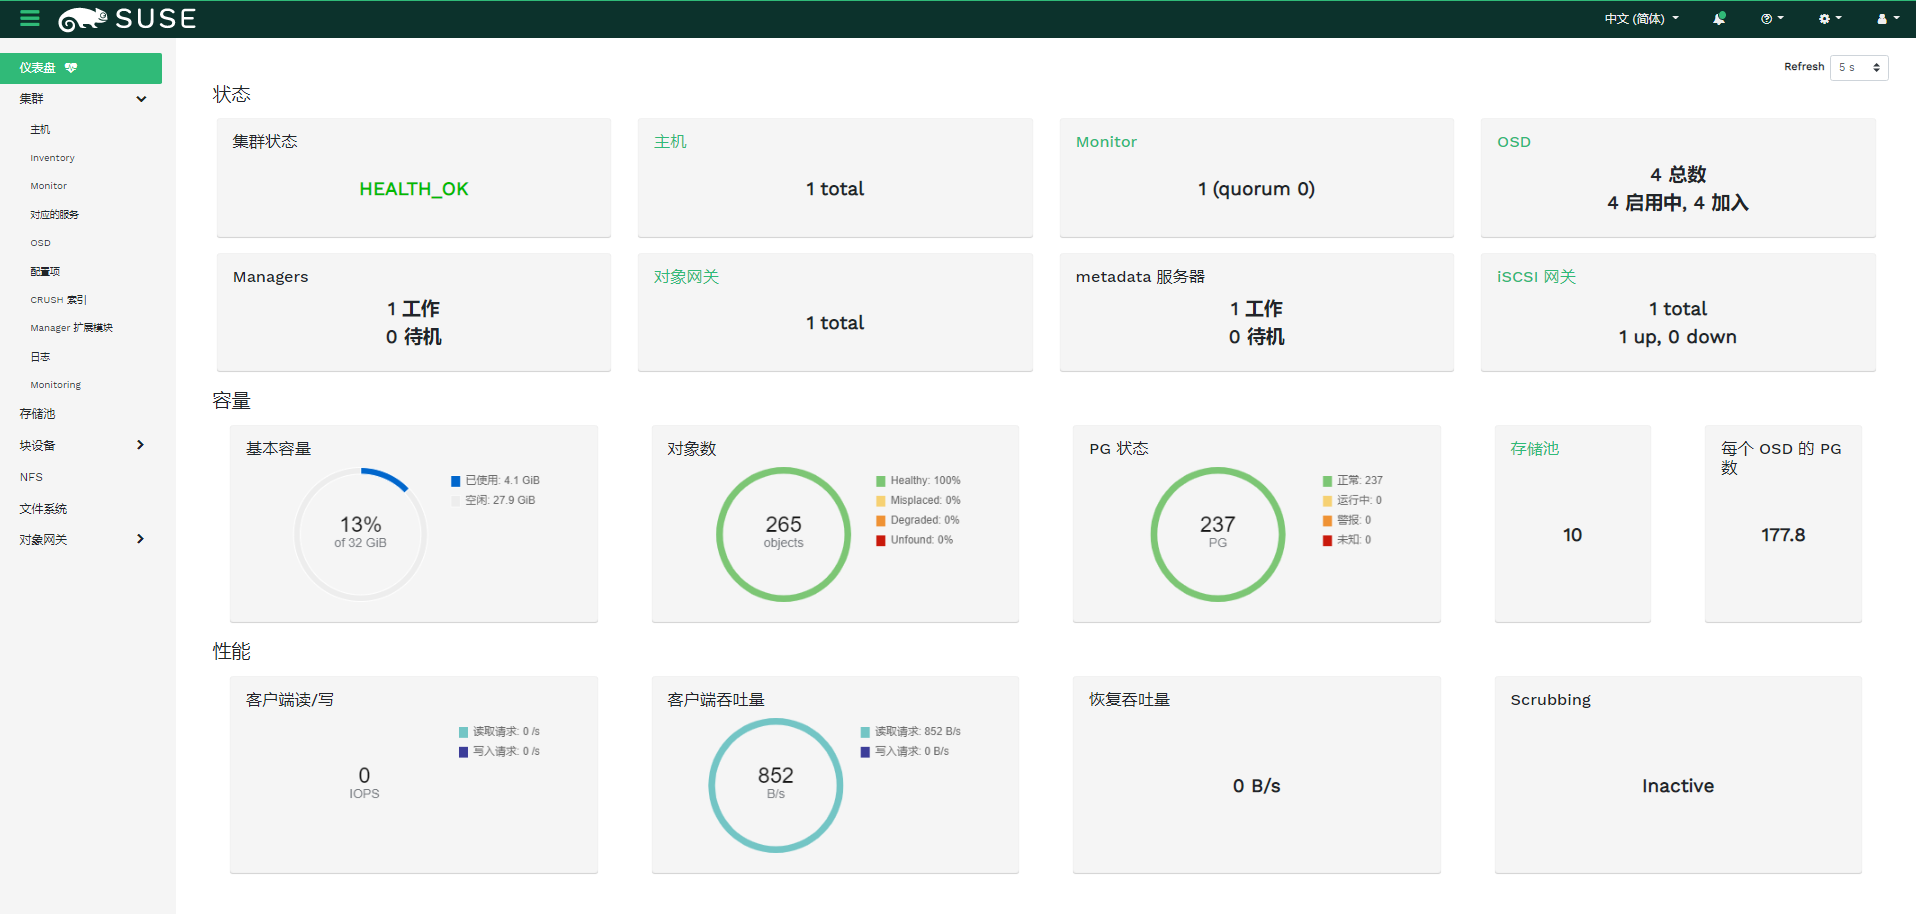 SUSE
中文 (简体)
仪表盘
集群
主机
Inventory
Monitor
对应的服务
OSD
配置项
CRUSH 索引
Manager 扩展模块
日志
Monitoring
存储池
块设备
NFS
文件系统
对象网关
Refresh 5 s
状态
集群状态
HEALTH_OK
主机
1 total
Monitor
1 (quorum 0)
OSD
4 总数
4 启用中, 4 加入
Managers
1 工作
0 待机
对象网关
1 total
metadata 服务器
1 工作
0 待机
iSCSI 网关
1 total
1 up, 0 down
容量
基本容量
13%
of 32 GiB
已使用: 4.1 GiB
空闲: 27.9 GiB
对象数
265
objects
Healthy: 100%
Misplaced: 0%
Degraded: 0%
Unfound: 0%
PG 状态
237
PG
正常: 237
运行中: 0
警报: 0
未知: 0
存储池
10
每个 OSD 的 PG
数
177.8
性能
客户端读/写
0
IOPS
读取请求: 0 /s
写入请求: 0 /s
客户端吞吐量
852
B/s
读取请求: 852 B/s
写入请求: 0 B/s
恢复吞吐量
0 B/s
Scrubbing
Inactive